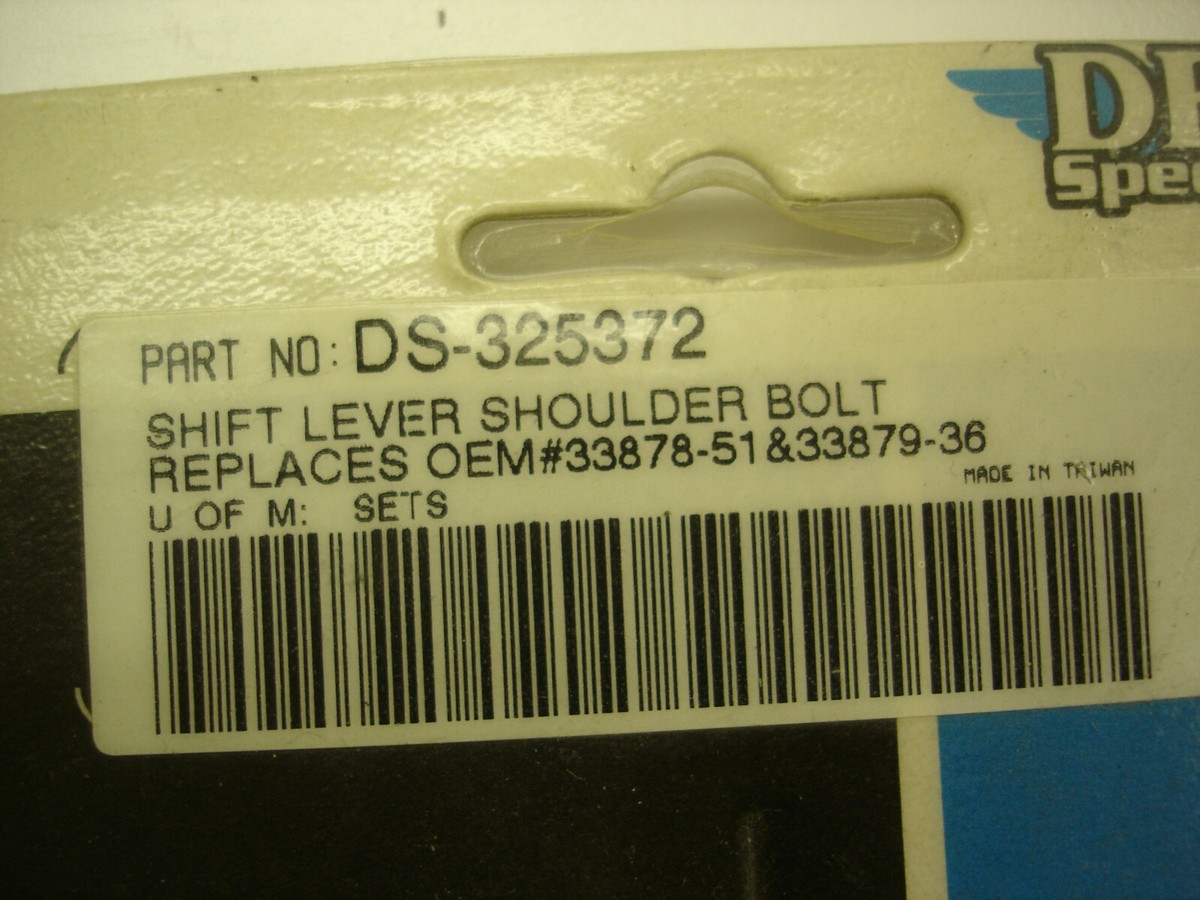 PART NO: DS-325372
SHIFT LEVER SHOULDER BOLT
REPLACES OEM#33878-51&33879-36
MADE IN TAIWAN
U OF M: SETS